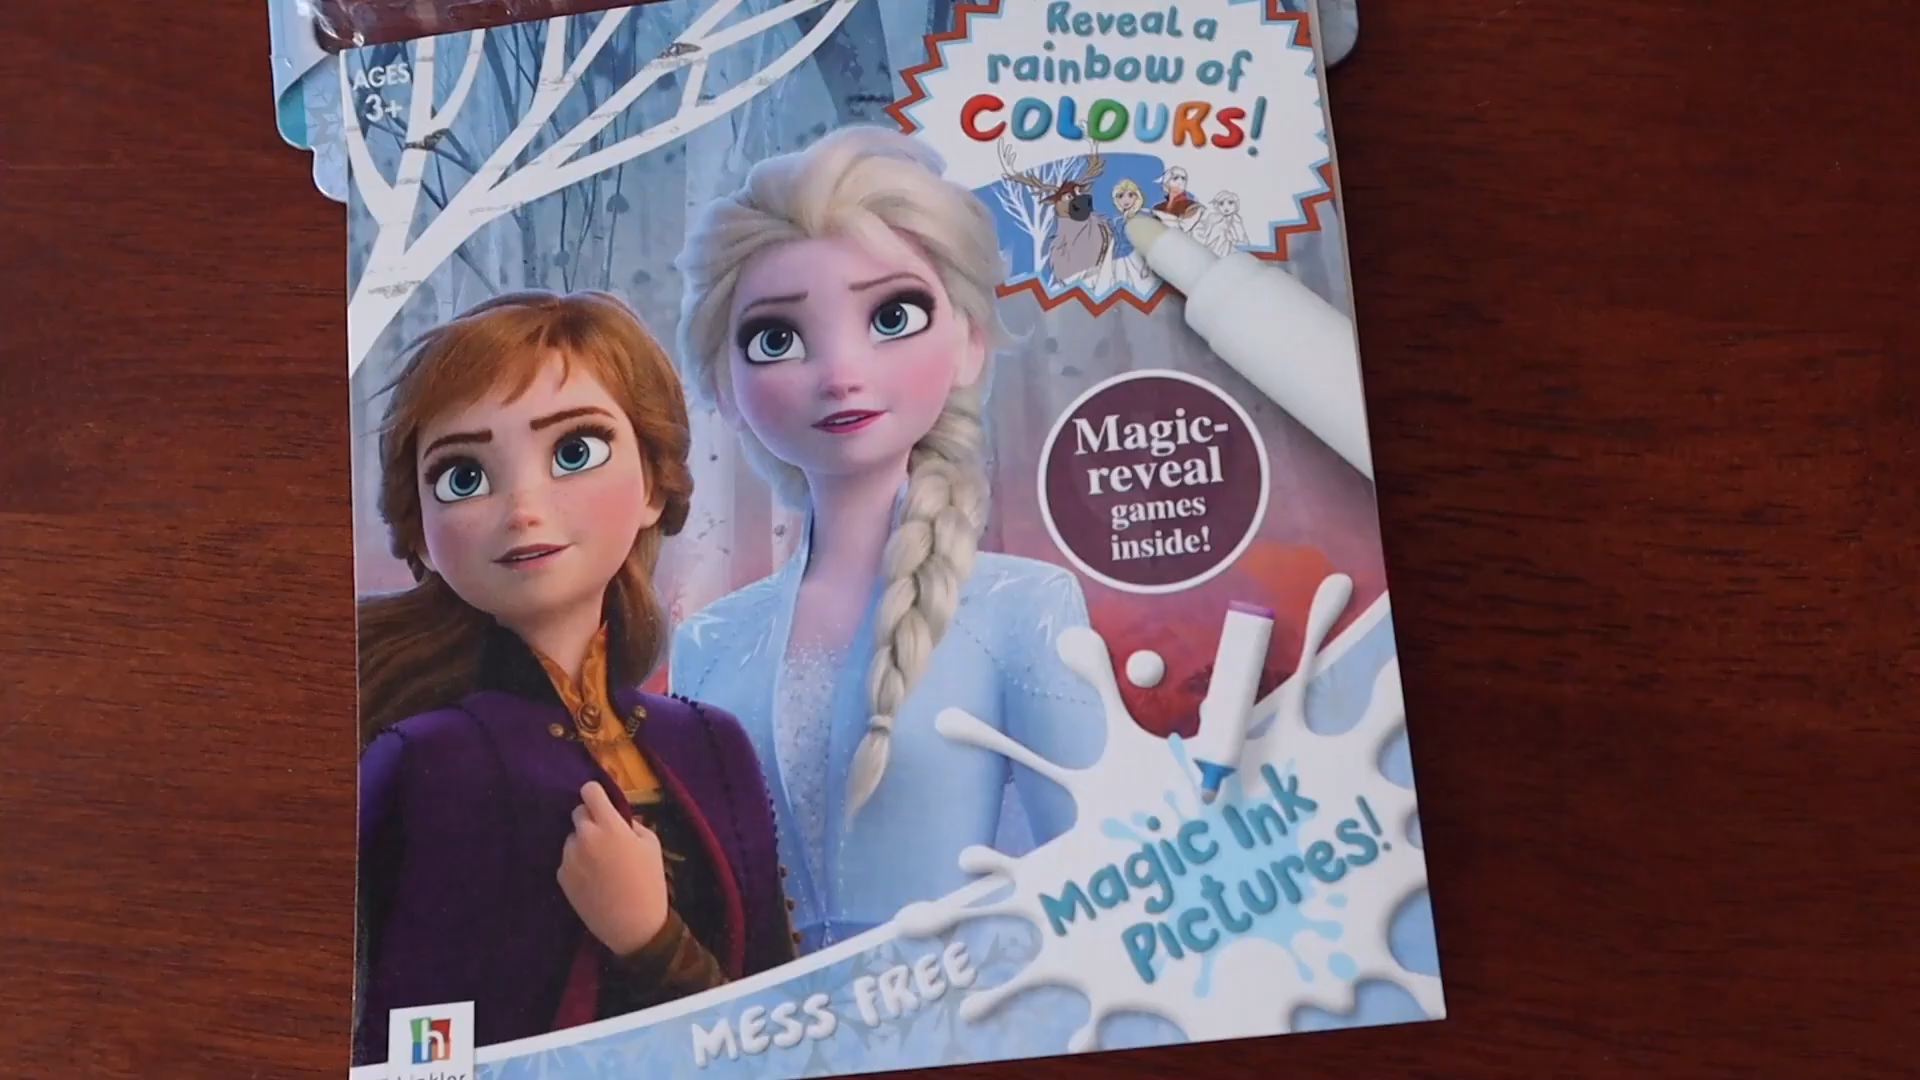 AGES
3+
Reveal a
rainbow of
COLOURS!
Magic-
reveal
games
inside!
Magic Ink
Pictures!
MESS FREE
h